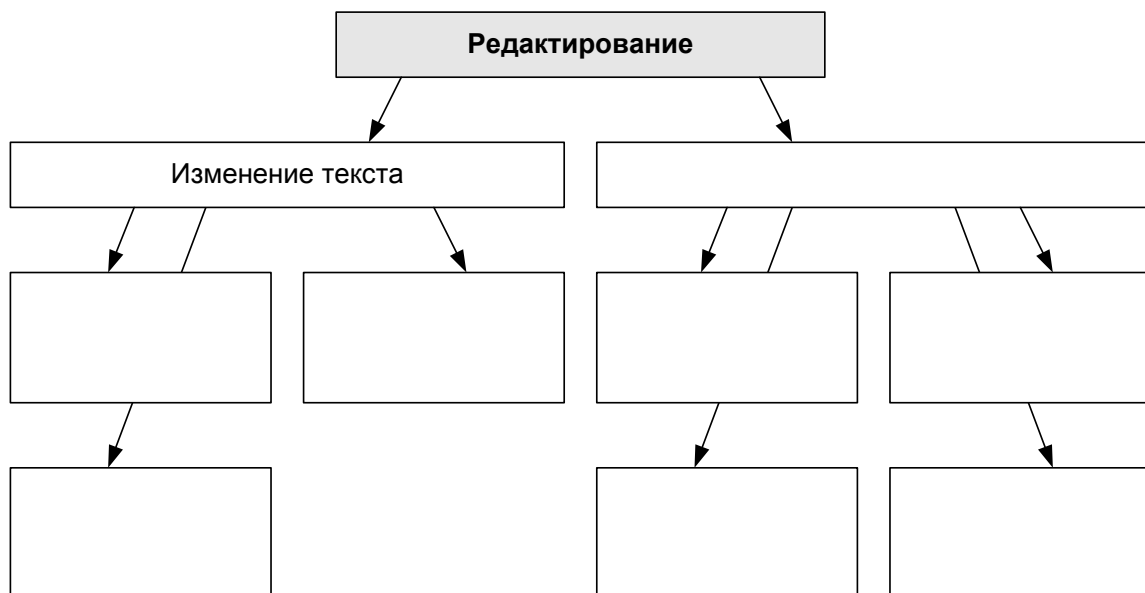 Редактирование
Изменение текста